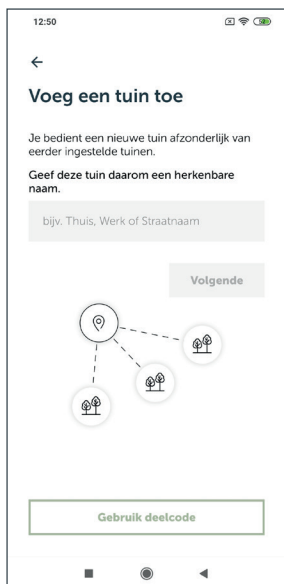 12:50
Voeg een tuin toe
Je bedient een nieuwe tuin afzonderlijk van
eerder ingestelde tuinen.
Geef deze tuin daarom een herkenbare
naam.
bijv. Thuis, Werk of Straatnaam
Volgende
Gebruik deelcode